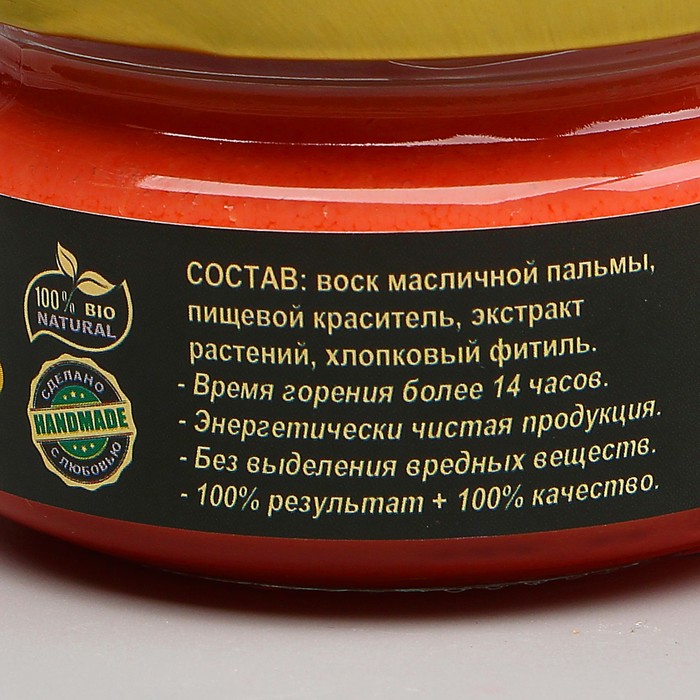 100% BIO
NATURAL
СДЕЛАНО
HANDMADE
С ЛЮБОВЬЮ
СОСТАВ: воск масличной пальмы,
пищевой краситель, экстракт
растений, хлопковый фитиль.
- Время горения более 14 часов.
- Энергетически чистая продукция.
- Без выделения вредных веществ.
- 100% результат + 100% качество.